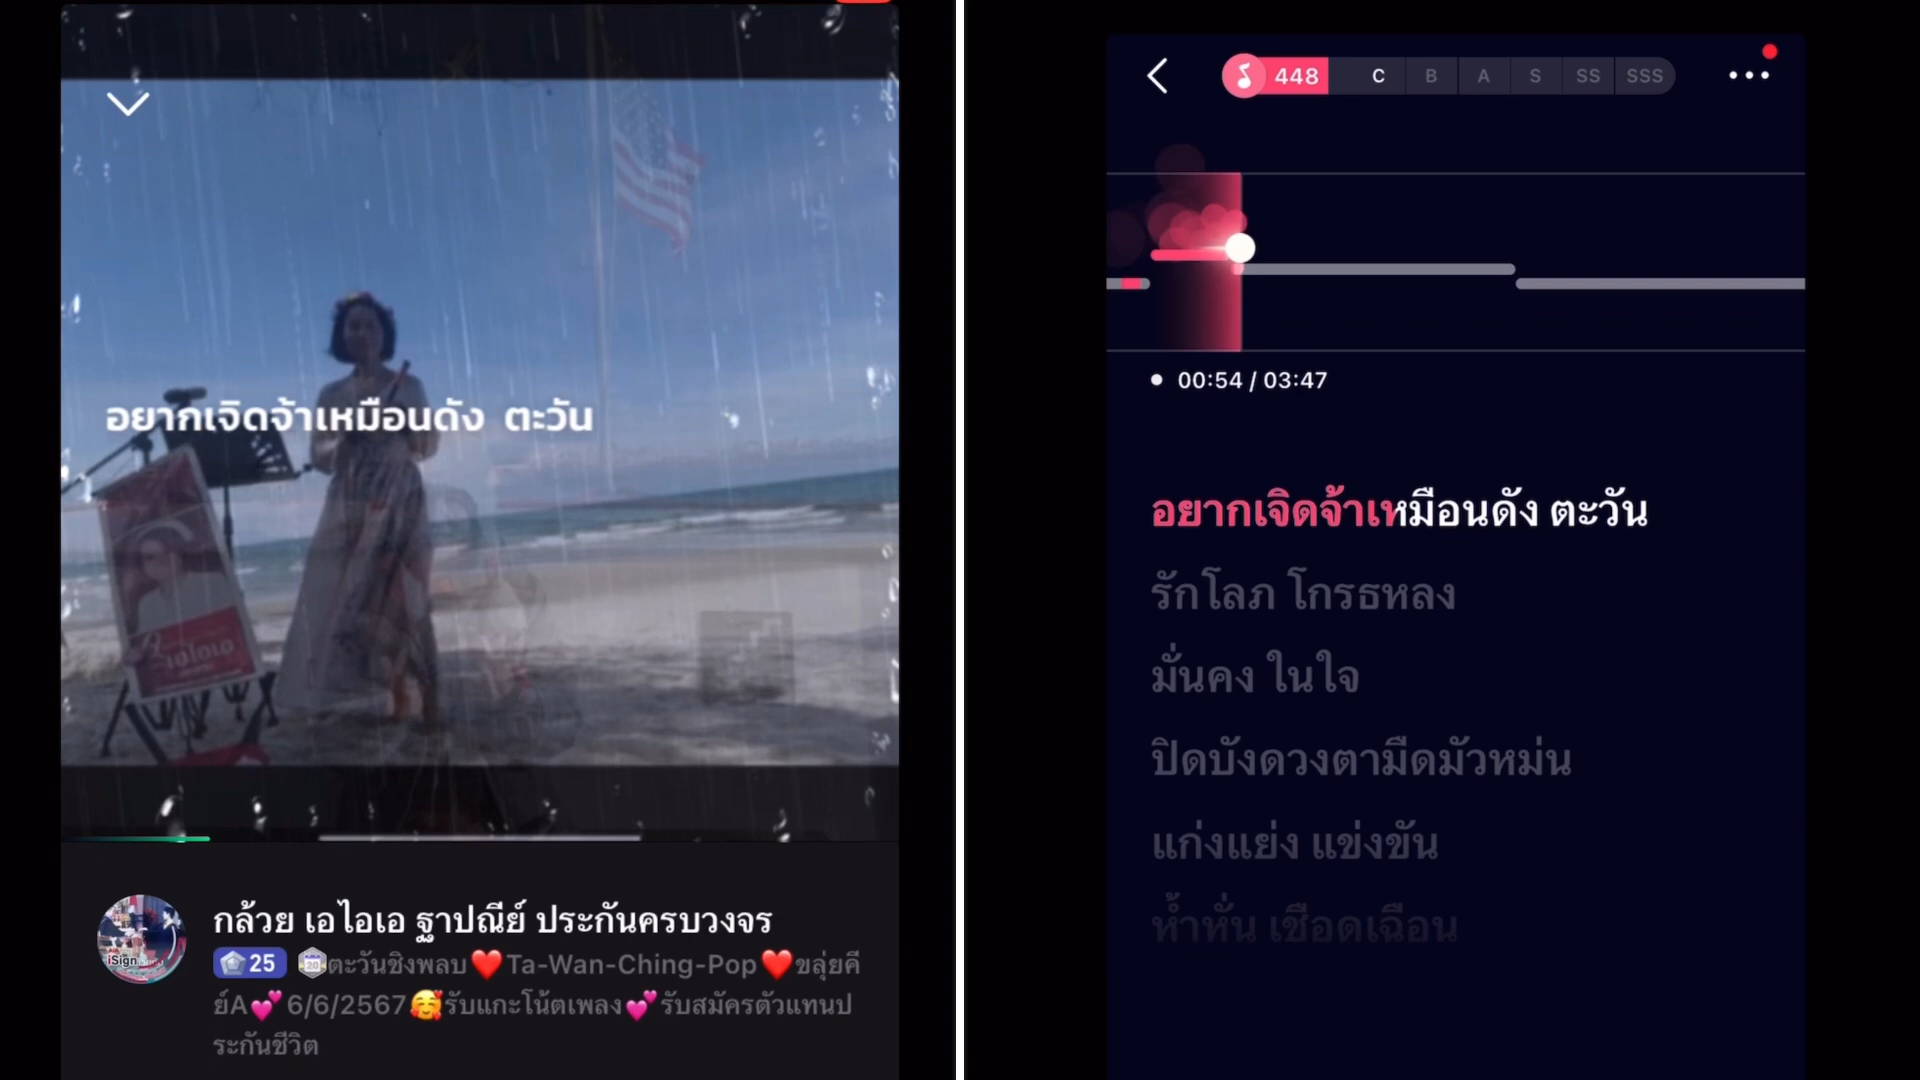 อยากเจิดจ้าเหมือนดัง ตะวัน
เอไอเอ
iSign
กล้วย เอไอเอ ฐาปณีย์ ประกันครบวงจร
25 20 ตะวันชิงพลบ❤️Ta-Wan-Ching-Pop❤️ขลุ่ยคี
ย์A💕6/6/2567🥰รับแกะโน้ตเพลง💕รับสมัครตัวแทนป
ระกันชีวิต
448 C B A S SS SSS
00:54 / 03:47
อยากเจิดจ้าเหมือนดัง ตะวัน
รักโลภ โกรธหลง
มั่นคง ในใจ
ปิดบังดวงตามืดมัวหม่น
แก่งแย่ง แข่งขัน
ห้ำหั่น เชือดเฉือน